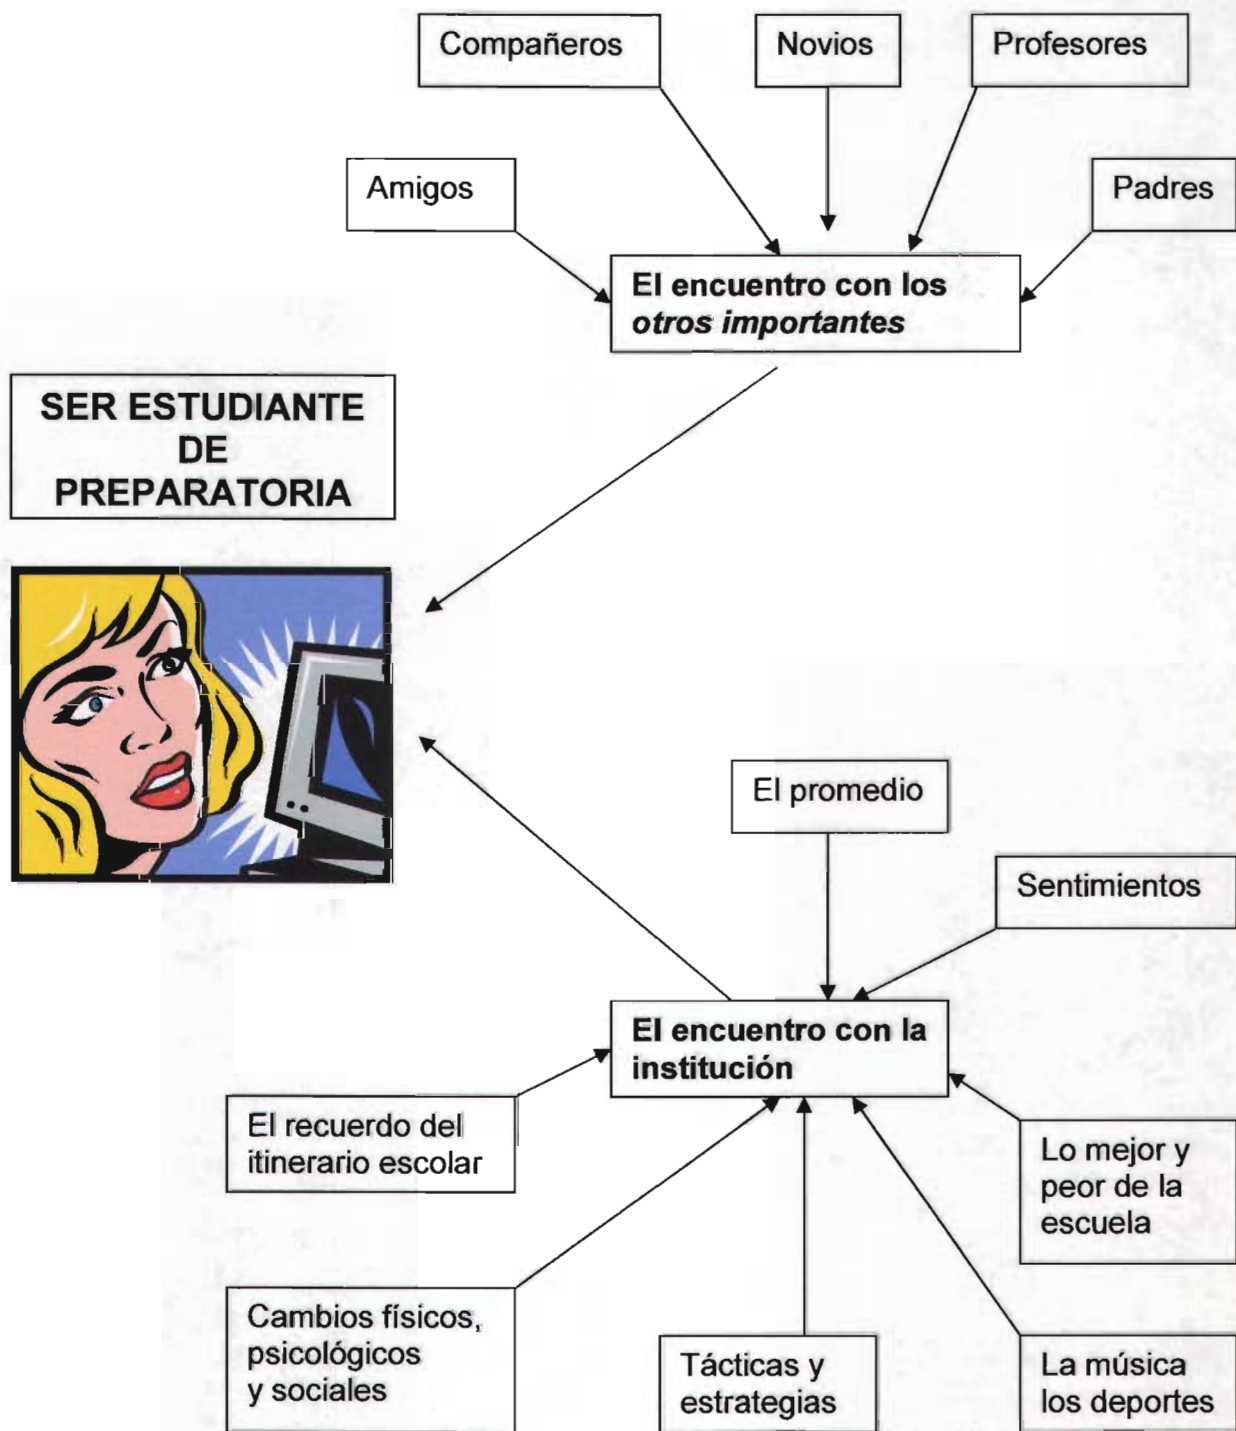 Compañeros
Novios
Profesores
Amigos
Padres
El encuentro con los
otros importantes
SER ESTUDIANTE
DE
PREPARATORIA
El promedio
Sentimientos
El encuentro con la
institución
El recuerdo del
itinerario escolar
Lo mejor y
peor de la
escuela
Cambios físicos,
psicológicos
y sociales
Tácticas y
estrategias
La música
los deportes